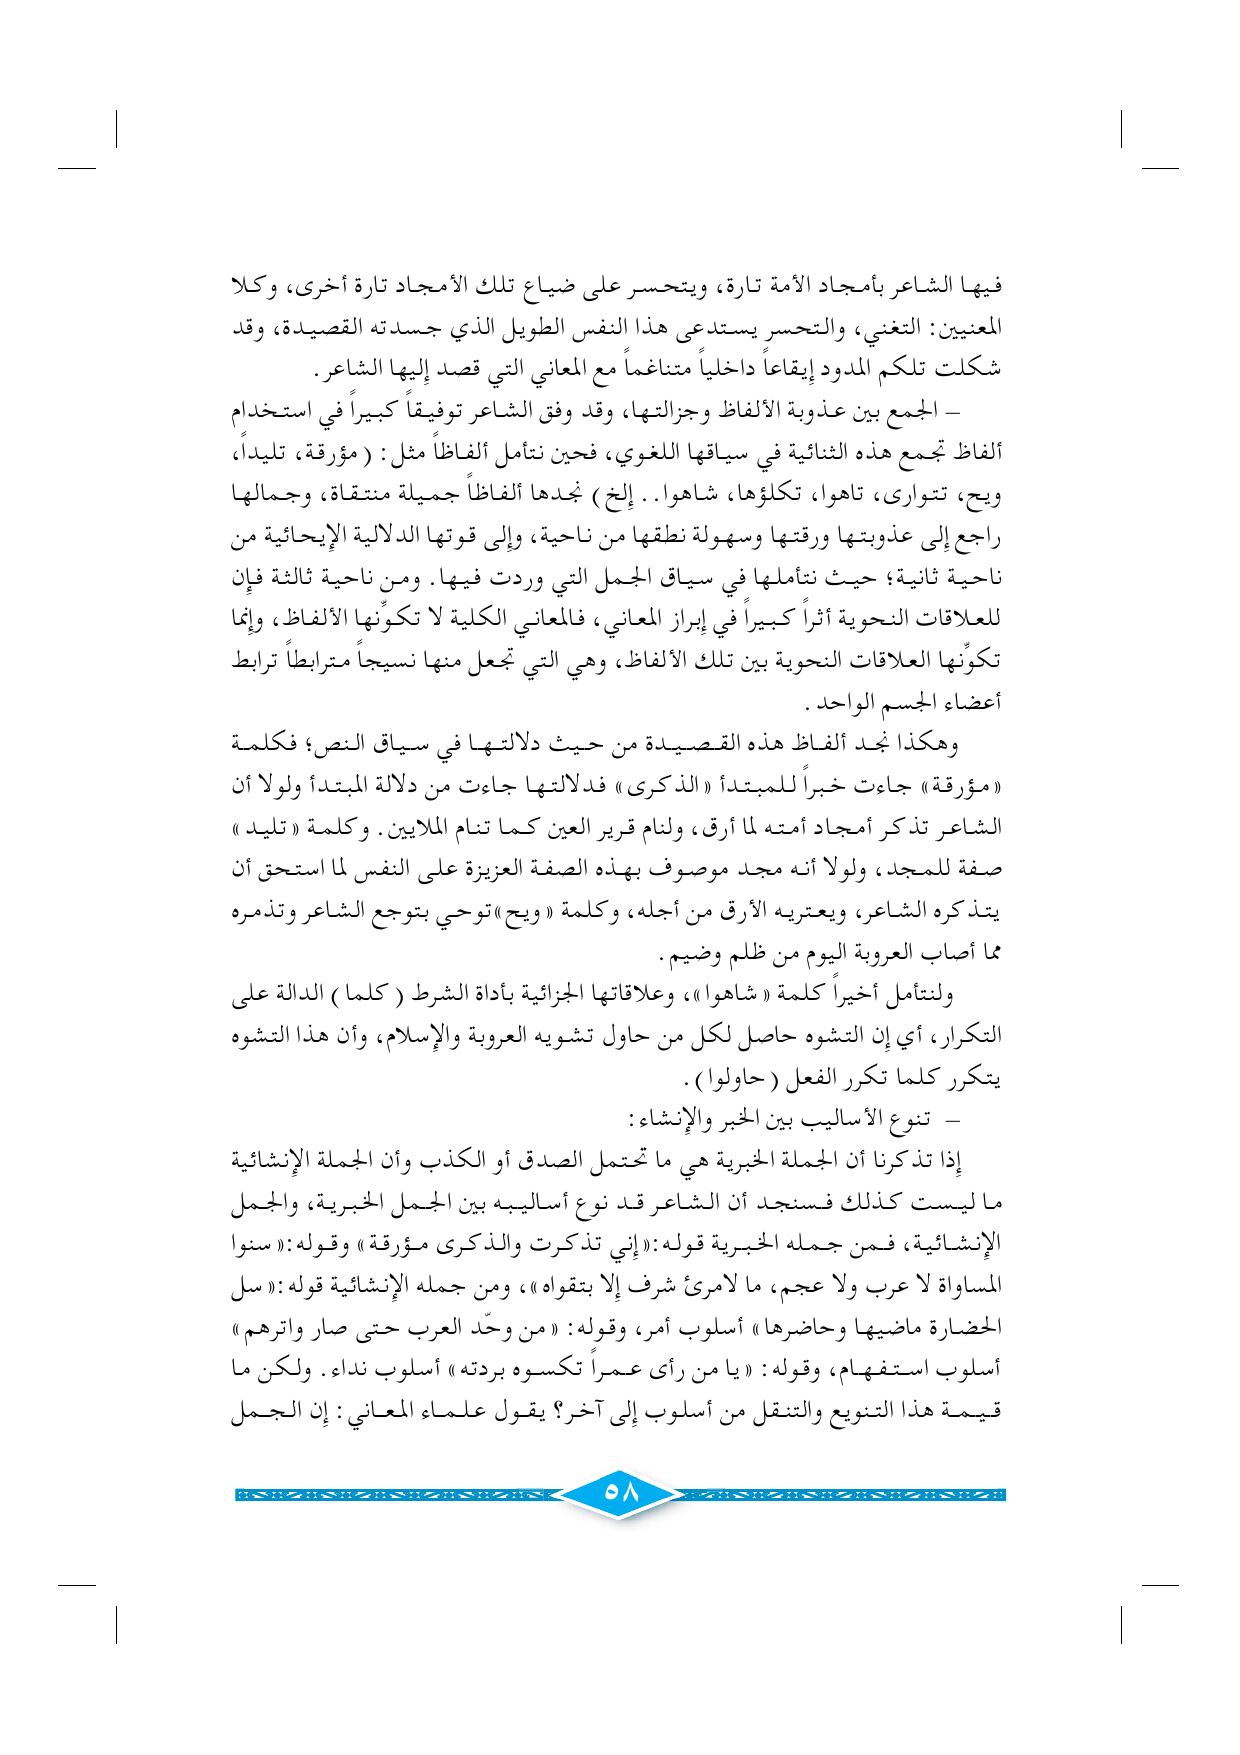 فيها الشاعر بأمجاد الأمة تارة، ويتحسر على ضياع تلك الأمجاد تارة أخرى، وكلا
المعنيين: التغني، والتحسر يستدعى هذا النفس الطويل الذي جسدته القصيدة، وقد
شكلت تلكم المدود إيقاعاً داخلياً متناغماً مع المعاني التي قصد إليها الشاعر.
– الجمع بين عذوبة الألفاظ وجزالتها، وقد وفق الشاعر توفيقاً كبيراً في استخدام
ألفاظ تجمع هذه الثنائية في سياقها اللغوي، فحين نتأمل ألفاظاً مثل: (مؤرقة، تليداً،
ويح، تتوارى، تاهوا، تكلؤها، شاهوا.. إلخ) نجدها ألفاظاً جميلة منتقاة، وجمالها
راجع إلى عذوبتها ورقتها وسهولة نطقها من ناحية، وإلى قوتها الدلالية الإيحائية من
ناحية ثانية؛ حيث نتأملها في سياق الجمل التي وردت فيها. ومن ناحية ثالثة فإن
للعلاقات النحوية أثراً كبيراً في إبراز المعاني، فالمعاني الكلية لا تكوِّنها الألفاظ، وإنما
تكوِّنها العلاقات النحوية بين تلك الألفاظ، وهي التي تجعل منها نسيجاً مترابطاً ترابط
أعضاء الجسم الواحد.
وهكذا نجد ألفاظ هذه القصيدة من حيث دلالتها في سياق النص؛ فكلمة
«مؤرقة» جاءت خبراً للمبتدأ «الذكرى» فدلالتها جاءت من دلالة المبتدأ ولولا أن
الشاعر تذكر أمجاد أمته لما أرق، ولنام قرير العين كما تنام الملايين. وكلمة «تليد»
صفة للمجد، ولولا أنه مجد موصوف بهذه الصفة العزيزة على النفس لما استحق أن
يتذكره الشاعر، ويعتريه الأرق من أجله، وكلمة «ويح»توحي بتوجع الشاعر وتذمره
مما أصاب العروبة اليوم من ظلم وضيم.
ولنتأمل أخيراً كلمة «شاهوا»، وعلاقاتها الجزائية بأداة الشرط (كلما) الدالة على
التكرار، أي إن التشوه حاصل لكل من حاول تشويه العروبة والإسلام، وأن هذا التشوه
يتكرر كلما تكرر الفعل (حاولوا).
– تنوع الأساليب بين الخبر والإنشاء:
إذا تذكرنا أن الجملة الخبرية هي ما تحتمل الصدق أو الكذب وأن الجملة الإنشائية
ما ليست كذلك فسنجد أن الشاعر قد نوع أساليبه بين الجمل الخبرية، والجمل
الإنشائية، فمن جمله الخبرية قوله:«إني تذكرت والذكرى مؤرقة» وقوله:«سنوا
المساواة لا عرب ولا عجم، ما لامرئ شرف إلا بتقواه»، ومن جمله الإنشائية قوله:«سل
الحضارة ماضيها وحاضرها» أسلوب أمر، وقوله: «من وحّد العرب حتى صار واترهم»
أسلوب استفهام، وقوله: «يا من رأى عمراً تكسوه بردته» أسلوب نداء. ولكن ما
قيمة هذا التنويع والتنقل من أسلوب إلى آخر؟ يقول علماء المعاني: إن الجمل
٥٨